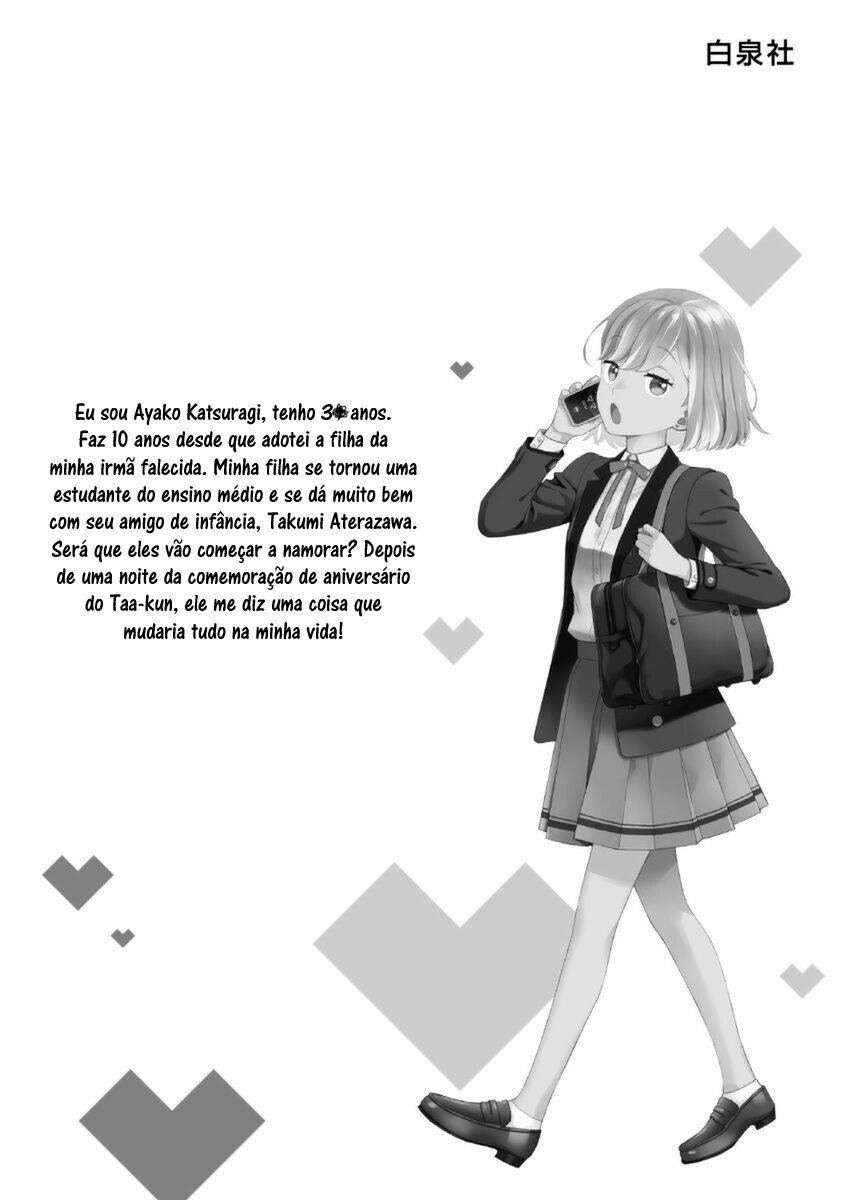 白泉社
Eu sou Ayako Katsuragi, tenho 3 anos.
Faz 10 anos desde que adotei a filha da
minha irmã falecida. Minha filha se tornou uma
estudante do ensino médio e se dá muito bem
com seu amigo de infância, Takumi Aterazawa.
Será que eles vão começar a namorar? Depois
de uma noite da comemoração de aniversário
do Taa-kun, ele me diz uma coisa que
mudaria tudo na minha vida!